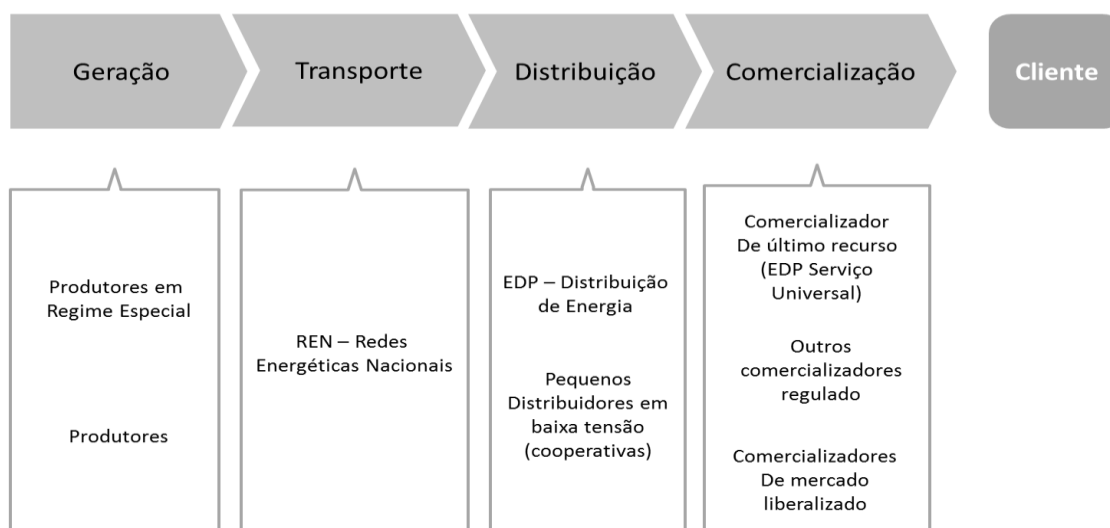 Geração
Transporte
Distribuição
Comercialização
Cliente
Produtores em
Regime Especial
Produtores
REN – Redes
Energéticas Nacionais
EDP – Distribuição
de Energia
Pequenos
Distribuidores em
baixa tensão
(cooperativas)
Comercializador
De último recurso
(EDP Serviço
Universal)
Outros
comercializadores
regulado
Comercializadores
De mercado
liberalizado